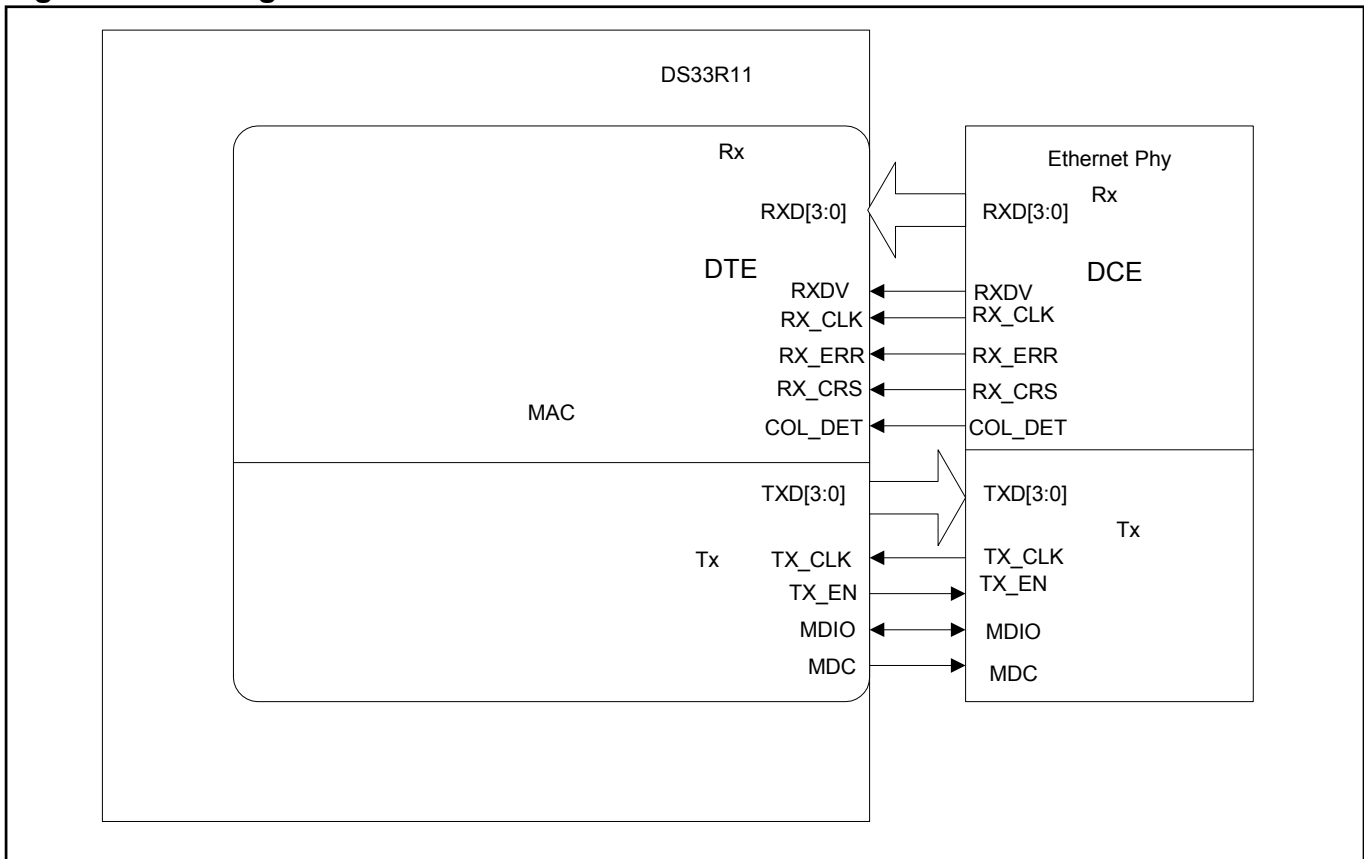 DS33R11
Rx
Ethernet Phy
Rx
RXD[3:0]
RXD[3:0]
DTE
DCE
RXDV
RXDV
RX_CLK
RX_CLK
RX_ERR
RX_ERR
RX_CRS
RX_CRS
MAC
COL_DET
COL_DET
TXD[3:0]
TXD[3:0]
Tx
Tx
TX_CLK
TX_CLK
TX_EN
TX_EN
MDIO
MDIO
MDC
MDC